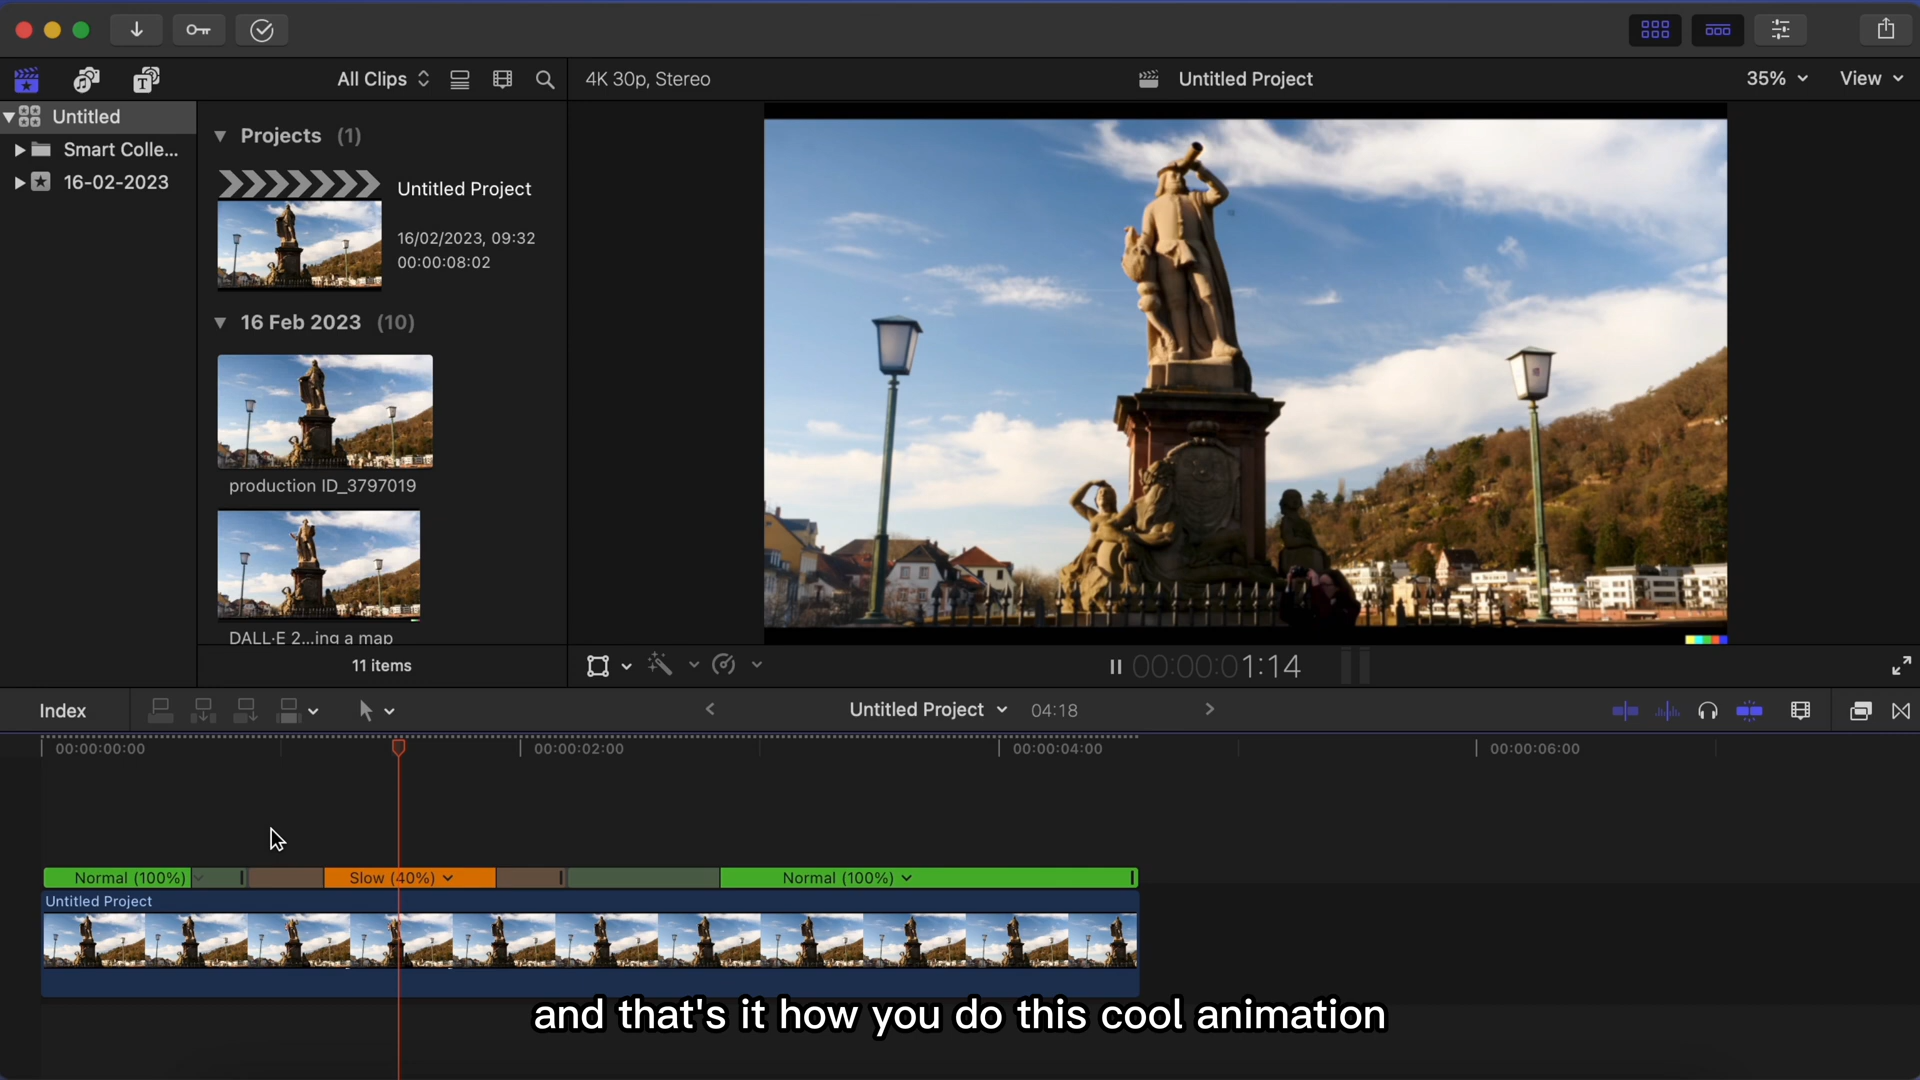 All Clips
4K 30p, Stereo
Untitled Project
35%
View
Untitled
Smart Colle...
16-02-2023
Projects (1)
Untitled Project
16/02/2023, 09:32
00:00:08:02
16 Feb 2023 (10)
production ID_3797019
DALL·E 2...ing a map
11 items
00:00:01:14
Index
Untitled Project
04:18
00:00:00:00
00:00:02:00
00:00:04:00
00:00:06:00
Normal (100%)
Slow (40%)
Normal (100%)
Untitled Project
and that's it how you do this cool animation